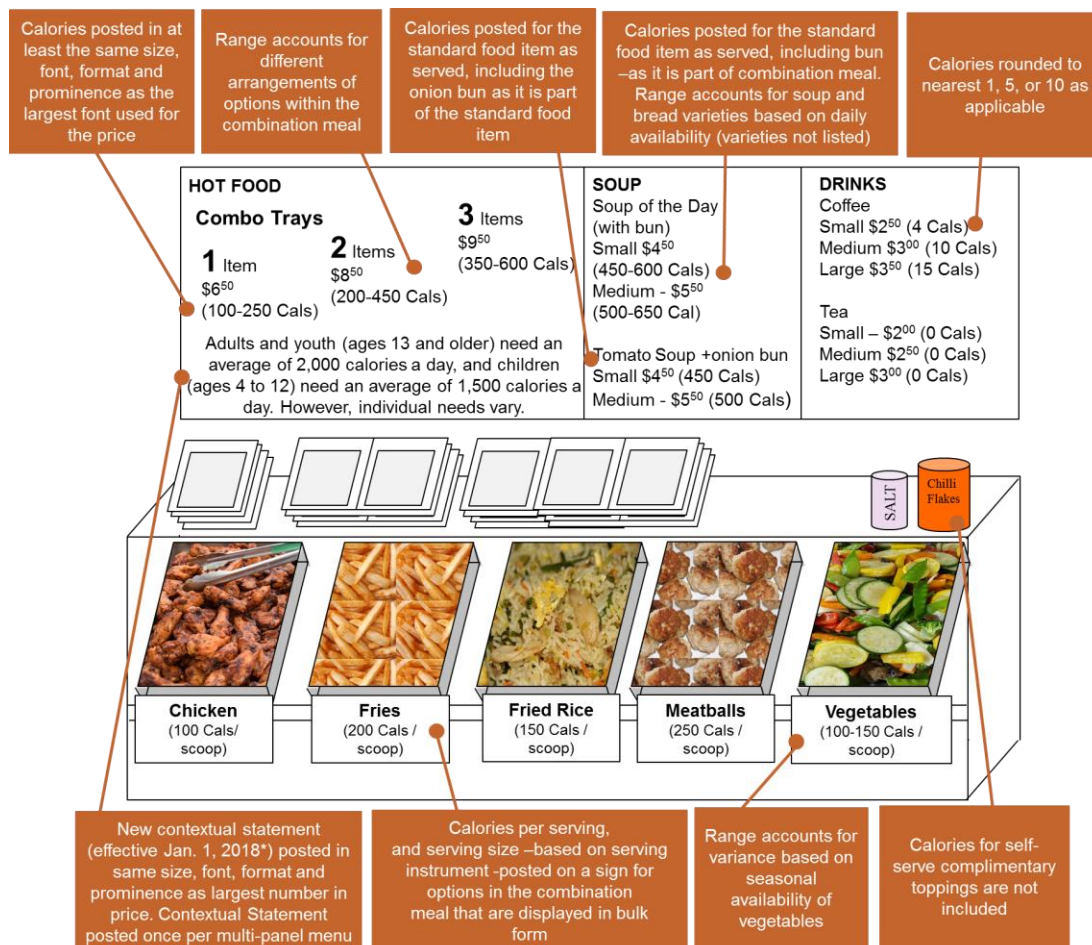 Calories posted in at
least the same size,
font, format and
prominence as the
largest font used for
the price
Range accounts for
different
arrangements of
options within the
combination meal
Calories posted for the
standard food item as
served, including the
onion bun as it is part
of the standard food
item
Calories posted for the standard
food item as served, including bun
–as it is part of combination meal.
Range accounts for soup and
bread varieties based on daily
availability (varieties not listed)
Calories rounded to
nearest 1, 5, or 10 as
applicable
HOT FOOD
Combo Trays
1 Item
$6⁵⁰
(100-250 Cals)
2 Items
$8⁵⁰
(200-450 Cals)
3 Items
$9⁵⁰
(350-600 Cals)
Adults and youth (ages 13 and older) need an
average of 2,000 calories a day, and children
(ages 4 to 12) need an average of 1,500 calories a
day. However, individual needs vary.
SOUP
Soup of the Day
(with bun)
Small $4⁵⁰
(450-600 Cals)
Medium - $5⁵⁰
(500-650 Cal)
Tomato Soup +onion bun
Small $4⁵⁰ (450 Cals)
Medium - $5⁵⁰ (500 Cals)
DRINKS
Coffee
Small $2⁵⁰ (4 Cals)
Medium $3⁰⁰ (10 Cals)
Large $3⁵⁰ (15 Cals)
Tea
Small – $2⁰⁰ (0 Cals)
Medium $2⁵⁰ (0 Cals)
Large $3⁰⁰ (0 Cals)
SALT
Chilli
Flakes
Chicken
(100 Cals/
scoop)
Fries
(200 Cals /
scoop)
Fried Rice
(150 Cals /
scoop)
Meatballs
(250 Cals /
scoop)
Vegetables
(100-150 Cals /
scoop)
New contextual statement
(effective Jan. 1, 2018*) posted in
same size, font, format and
prominence as largest number in
price. Contextual Statement
posted once per multi-panel menu
Calories per serving,
and serving size –based on serving
instrument -posted on a sign for
options in the combination
meal that are displayed in bulk
form
Range accounts for
variance based on
seasonal
availability of
vegetables
Calories for self-
serve complimentary
toppings are not
included